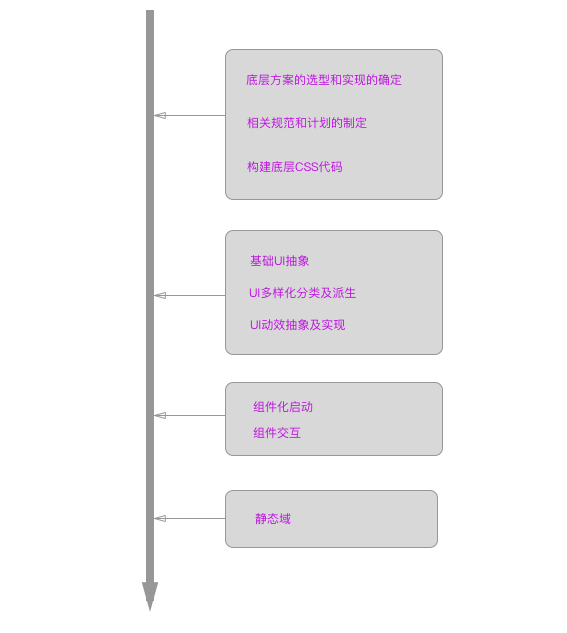 底层方案的选型和实现的确定
相关规范和计划的制定
构建底层CSS代码
基础UI抽象
UI多样化分类及派生
UI动效抽象及实现
组件化启动
组件交互
静态域